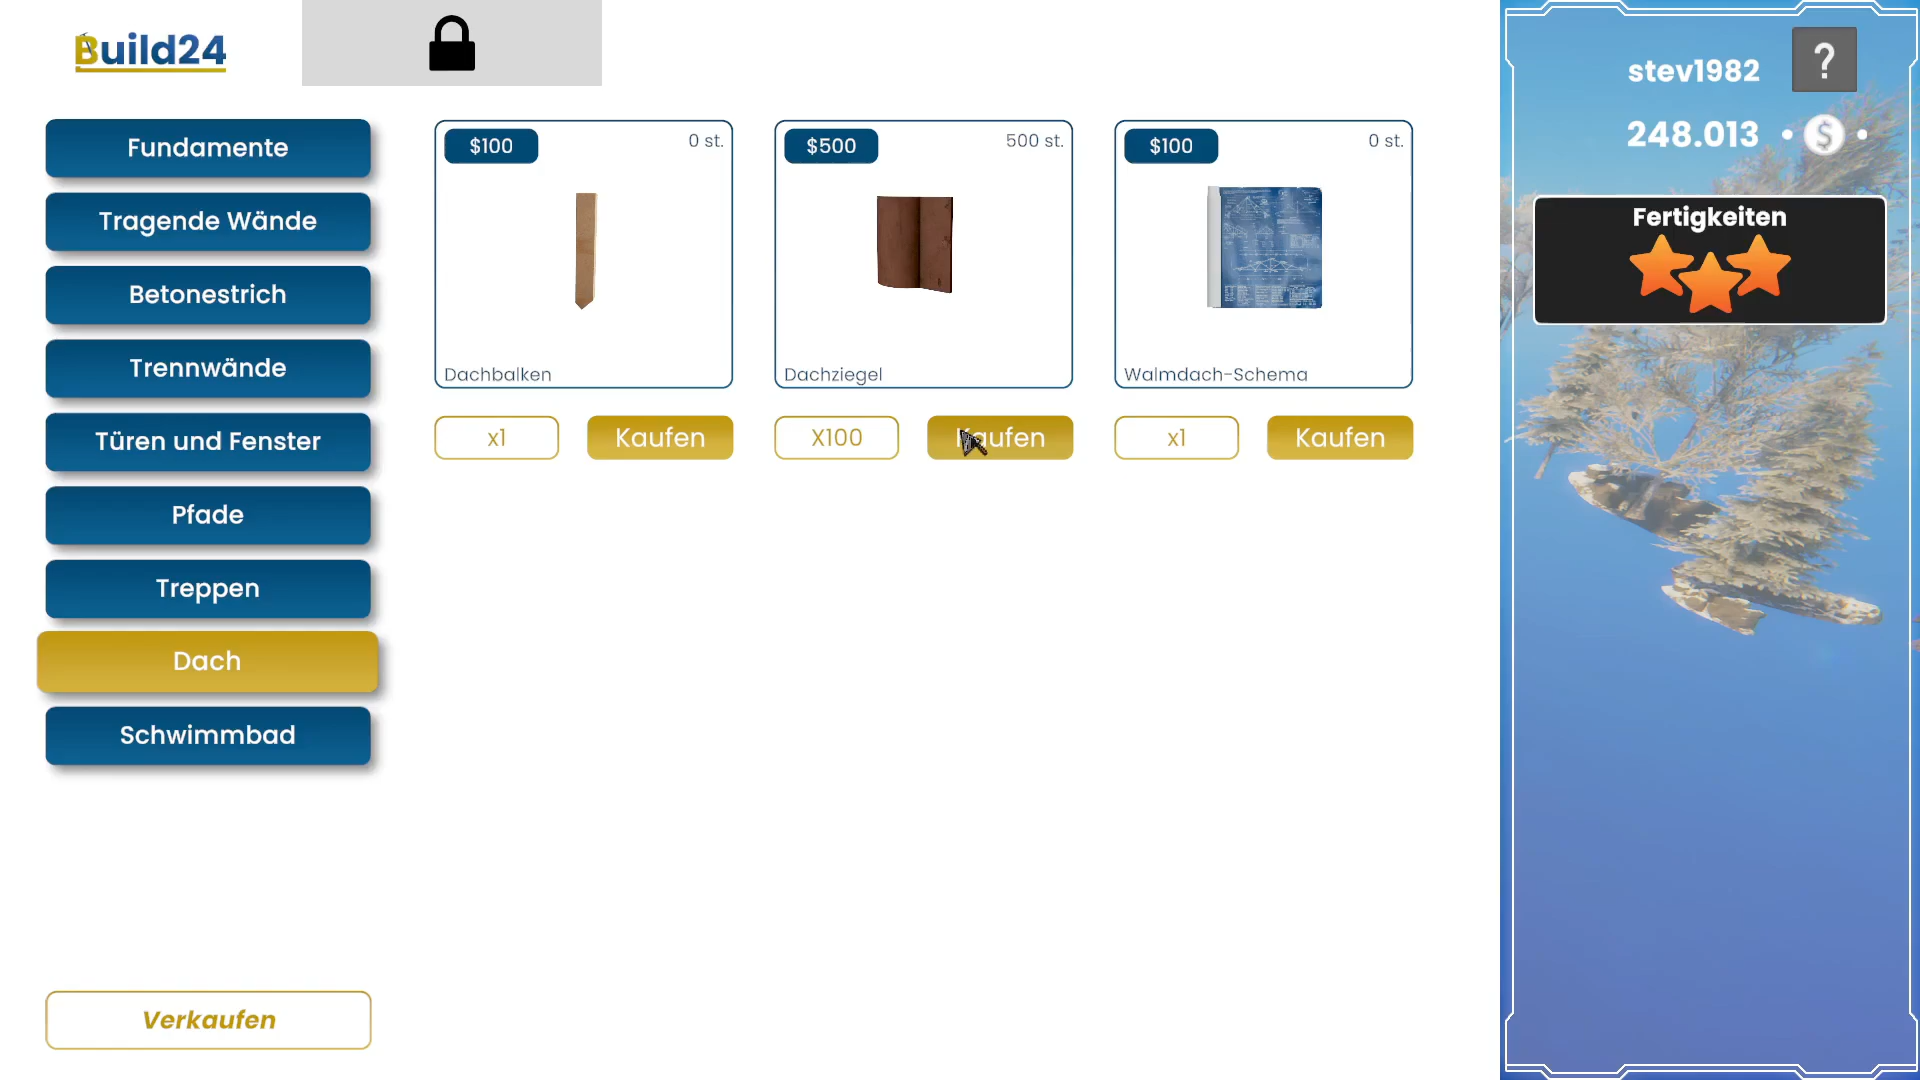 Build24
Fundamente
Tragende Wände
Betonestrich
Trennwände
Türen und Fenster
Pfade
Treppen
Dach
Schwimmbad
Verkaufen
$100
0 st.
Dachbalken
x1
Kaufen
$500
500 st.
Dachziegel
X100
Kaufen
$100
0 st.
Walmdach-Schema
x1
Kaufen
stev1982
?
248.013
$
Fertigkeiten